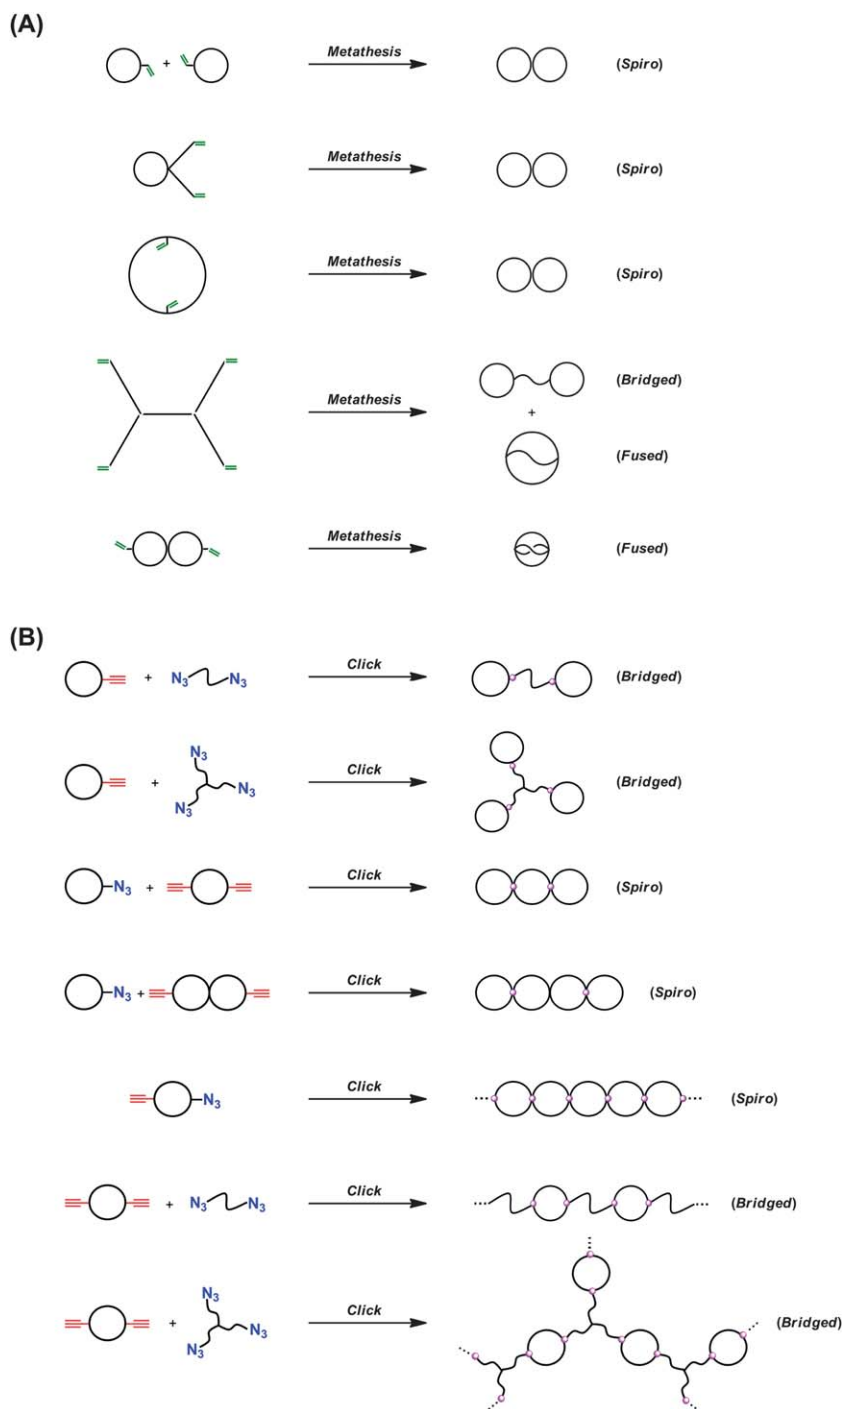 (A)
+ Metathesis (Spiro)
Metathesis (Spiro)
Metathesis (Spiro)
Metathesis (Bridged)
+
(Fused)
Metathesis (Fused)
(B)
+ N3 N3 Click (Bridged)
+ N3 N3 N3 Click (Bridged)
N3 + Click (Spiro)
N3 + Click (Spiro)
N3 Click (Spiro)
+ N3 N3 Click (Bridged)
+ N3 N3 N3 Click (Bridged)